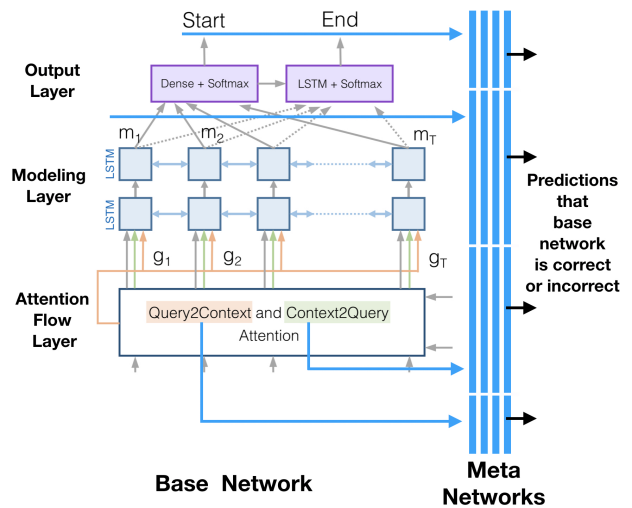 Start
End
Output
Layer
Dense + Softmax
LSTM + Softmax
m1
m2
mT
Modeling
Layer
LSTM
LSTM
Predictions
that
base
network
is correct
or incorrect
g1
g2
gT
Attention
Flow
Layer
Query2Context and Context2Query
Attention
Base Network
Meta
Networks